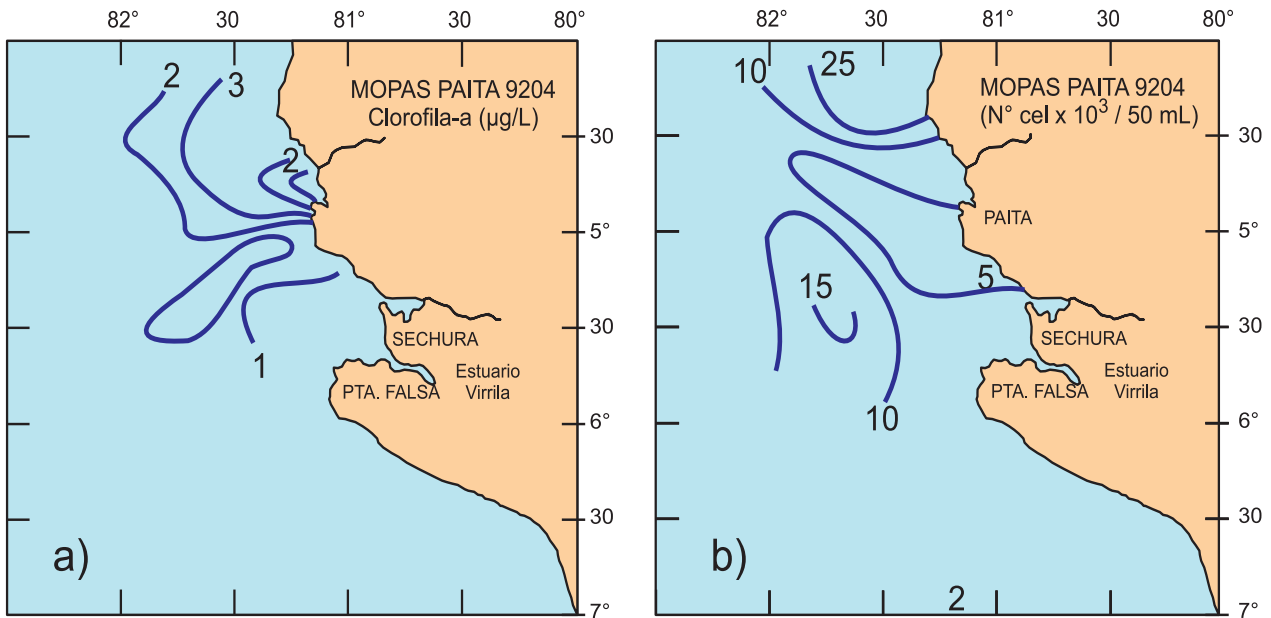 82°
30
81°
30
80°
2
3
MOPAS PAITA 9204
Clorofila-a (µg/L)
30
2
5°
30
SECHURA
1
PTA. FALSA
Estuario
Virrila
6°
30
a)
7°
82°
30
81°
30
80°
10
25
MOPAS PAITA 9204
(N° cel x 10³ / 50 mL)
30
PAITA
5°
5
15
30
SECHURA
PTA. FALSA
Estuario
Virrila
10
6°
30
b)
2
7°